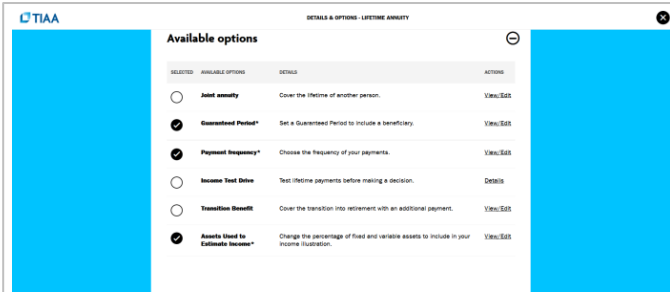 TIAA
DETAILS & OPTIONS - LIFETIME ANNUITY
Available options
SELECTED AVAILABLE OPTIONS DETAILS ACTIONS
Joint annuity Cover the lifetime of another person. View/Edit
Guaranteed Period* Set a Guaranteed Period to include a beneficiary. View/Edit
Payment frequency* Choose the frequency of your payments. View/Edit
Income Test Drive Test lifetime payments before making a decision. Details
Transition Benefit Cover the transition into retirement with an additional payment. View/Edit
Assets Used to Change the percentage of fixed and variable assets to include in your View/Edit
Estimate Income* income illustration.